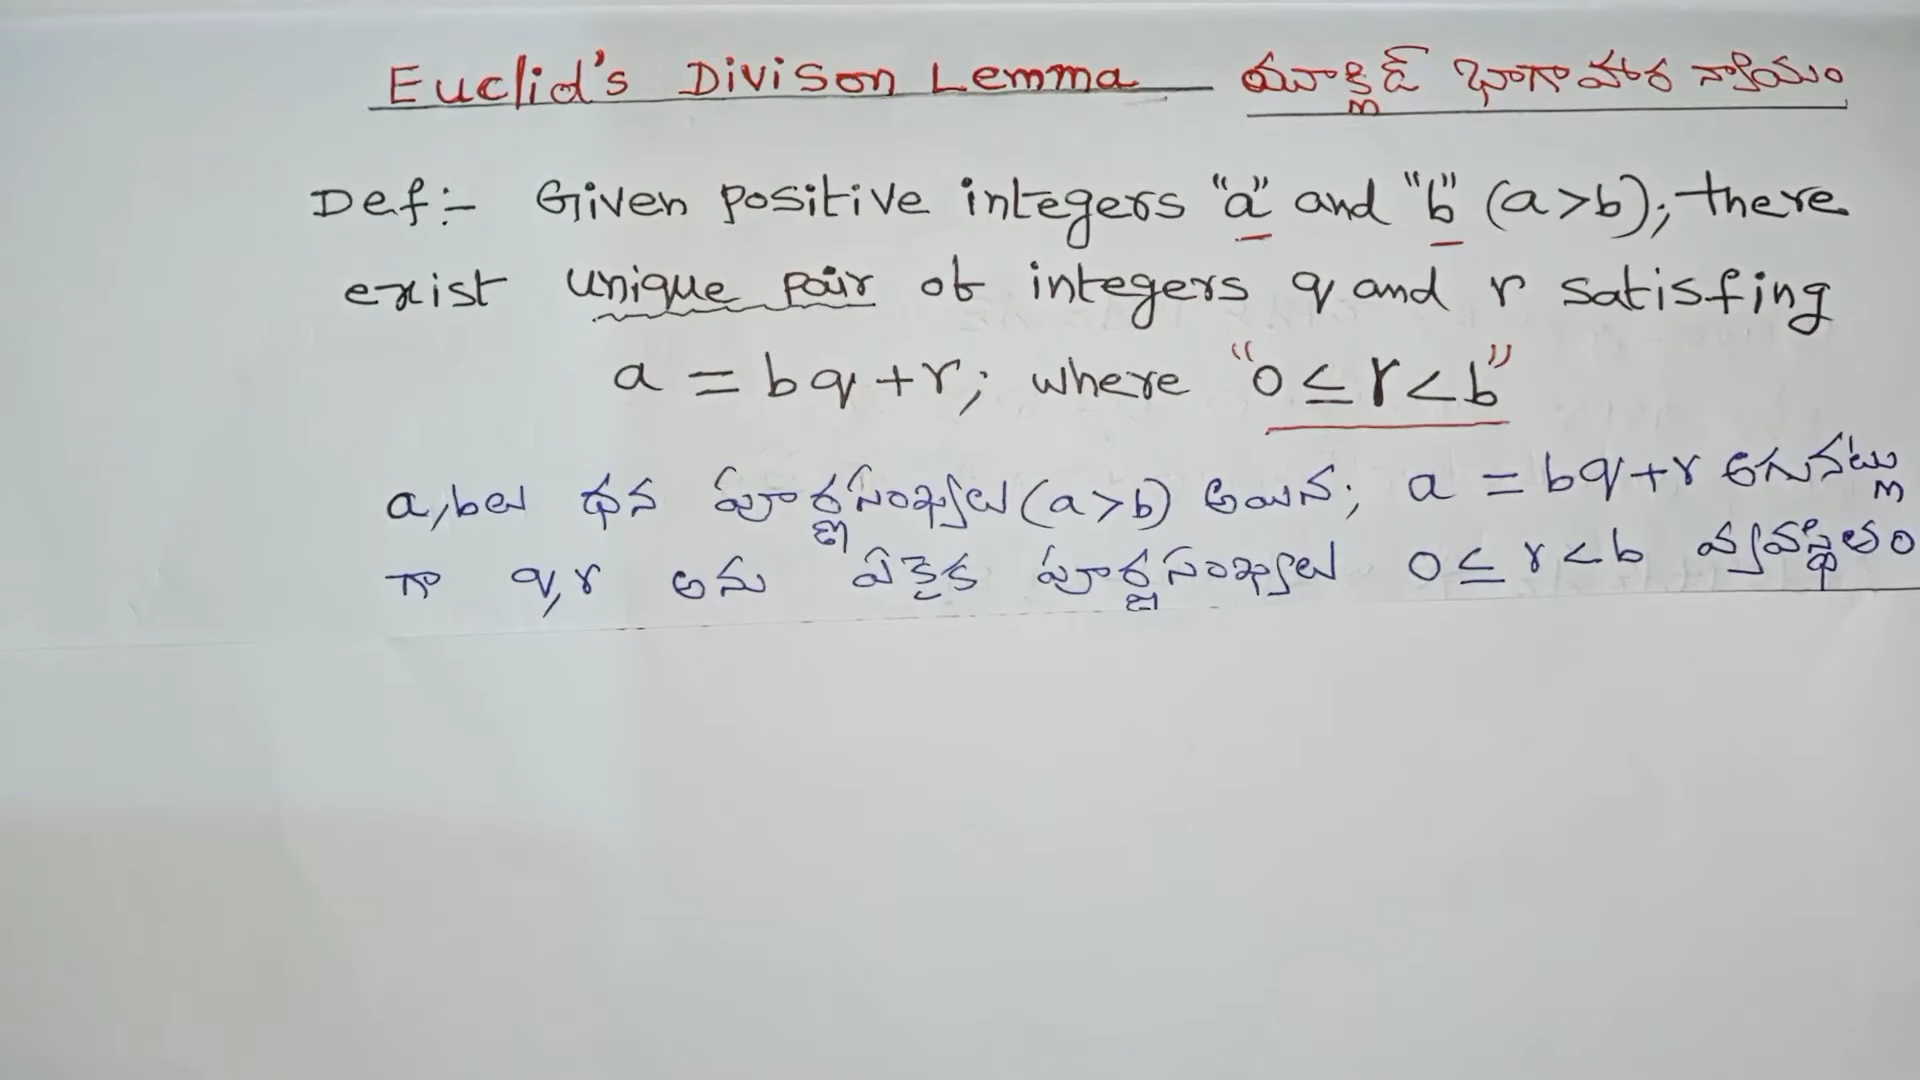 Euclid's Divison Lemma యూక్లిడ్ భాగాహార న్యాయం
Def:- Given positive integers "a" and "b" (a>b); there
exist unique pair of integers q and r satisfing
a = bq+r; where "0≤r<b"
a,bలు ధన పూర్ణసంఖ్యలు (a>b) అయిన; a = bq+r అగునట్లు
గా q,r అను ఏకైక పూర్ణసంఖ్యలు 0≤r<b వ్యవస్థితం